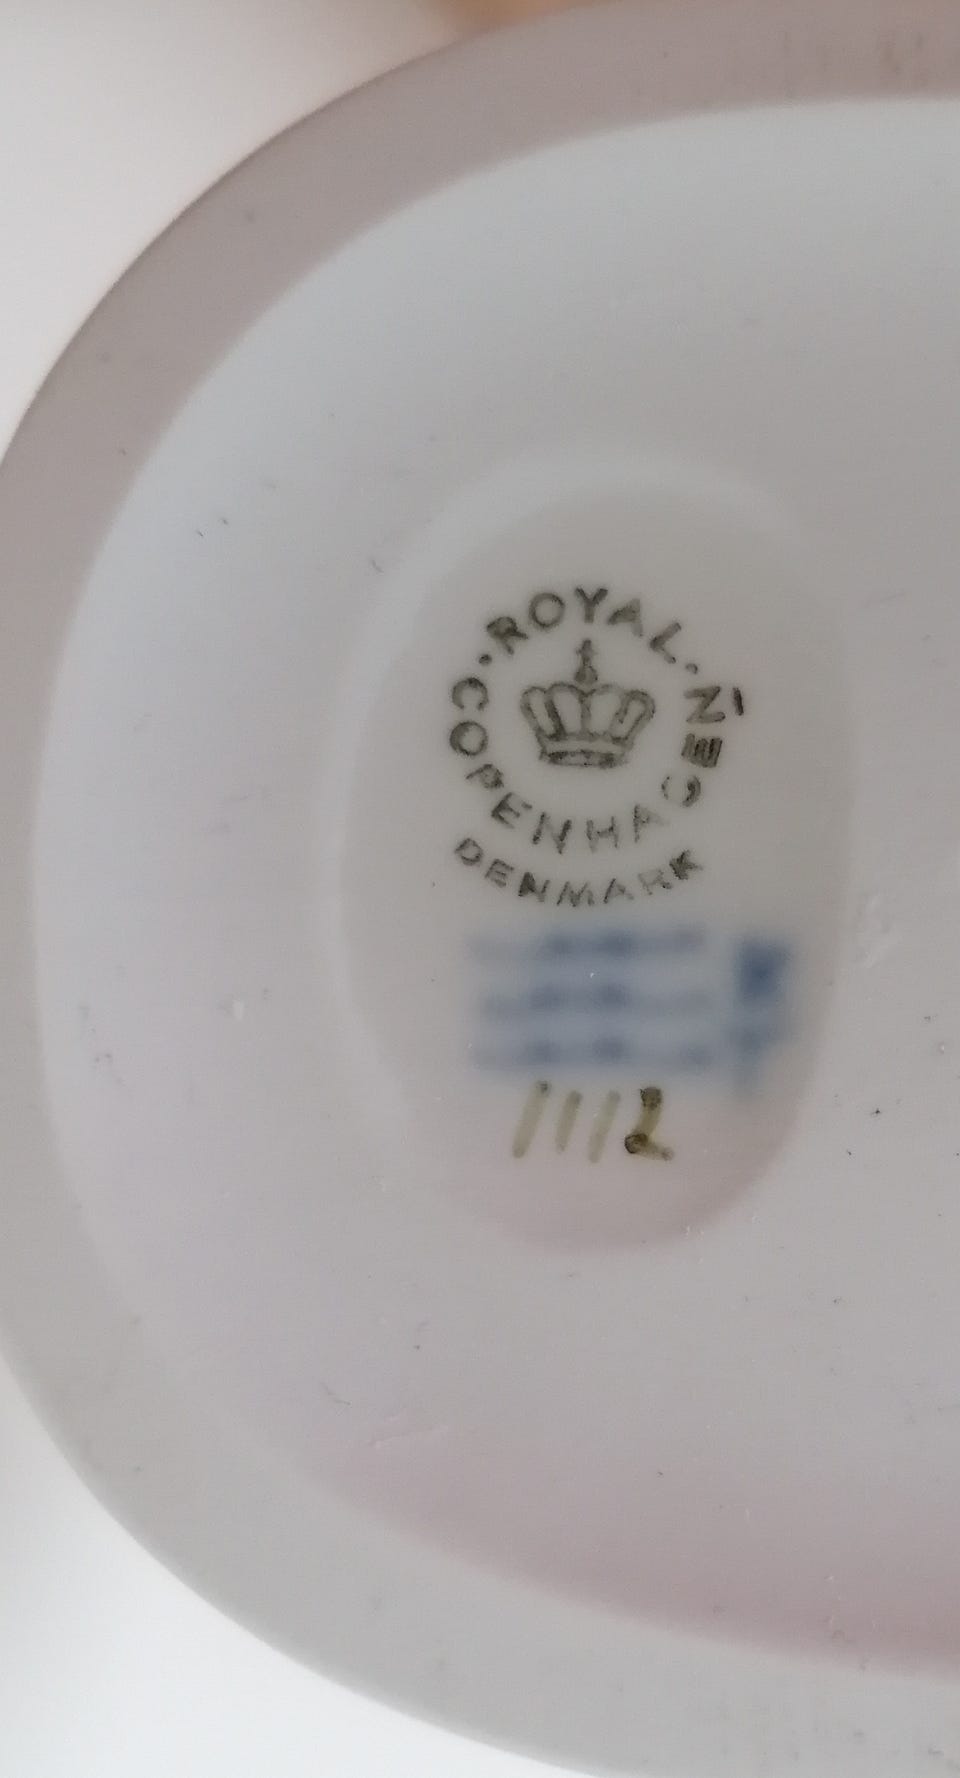 ROYAL
COPENHAGEN
DENMARK
1112